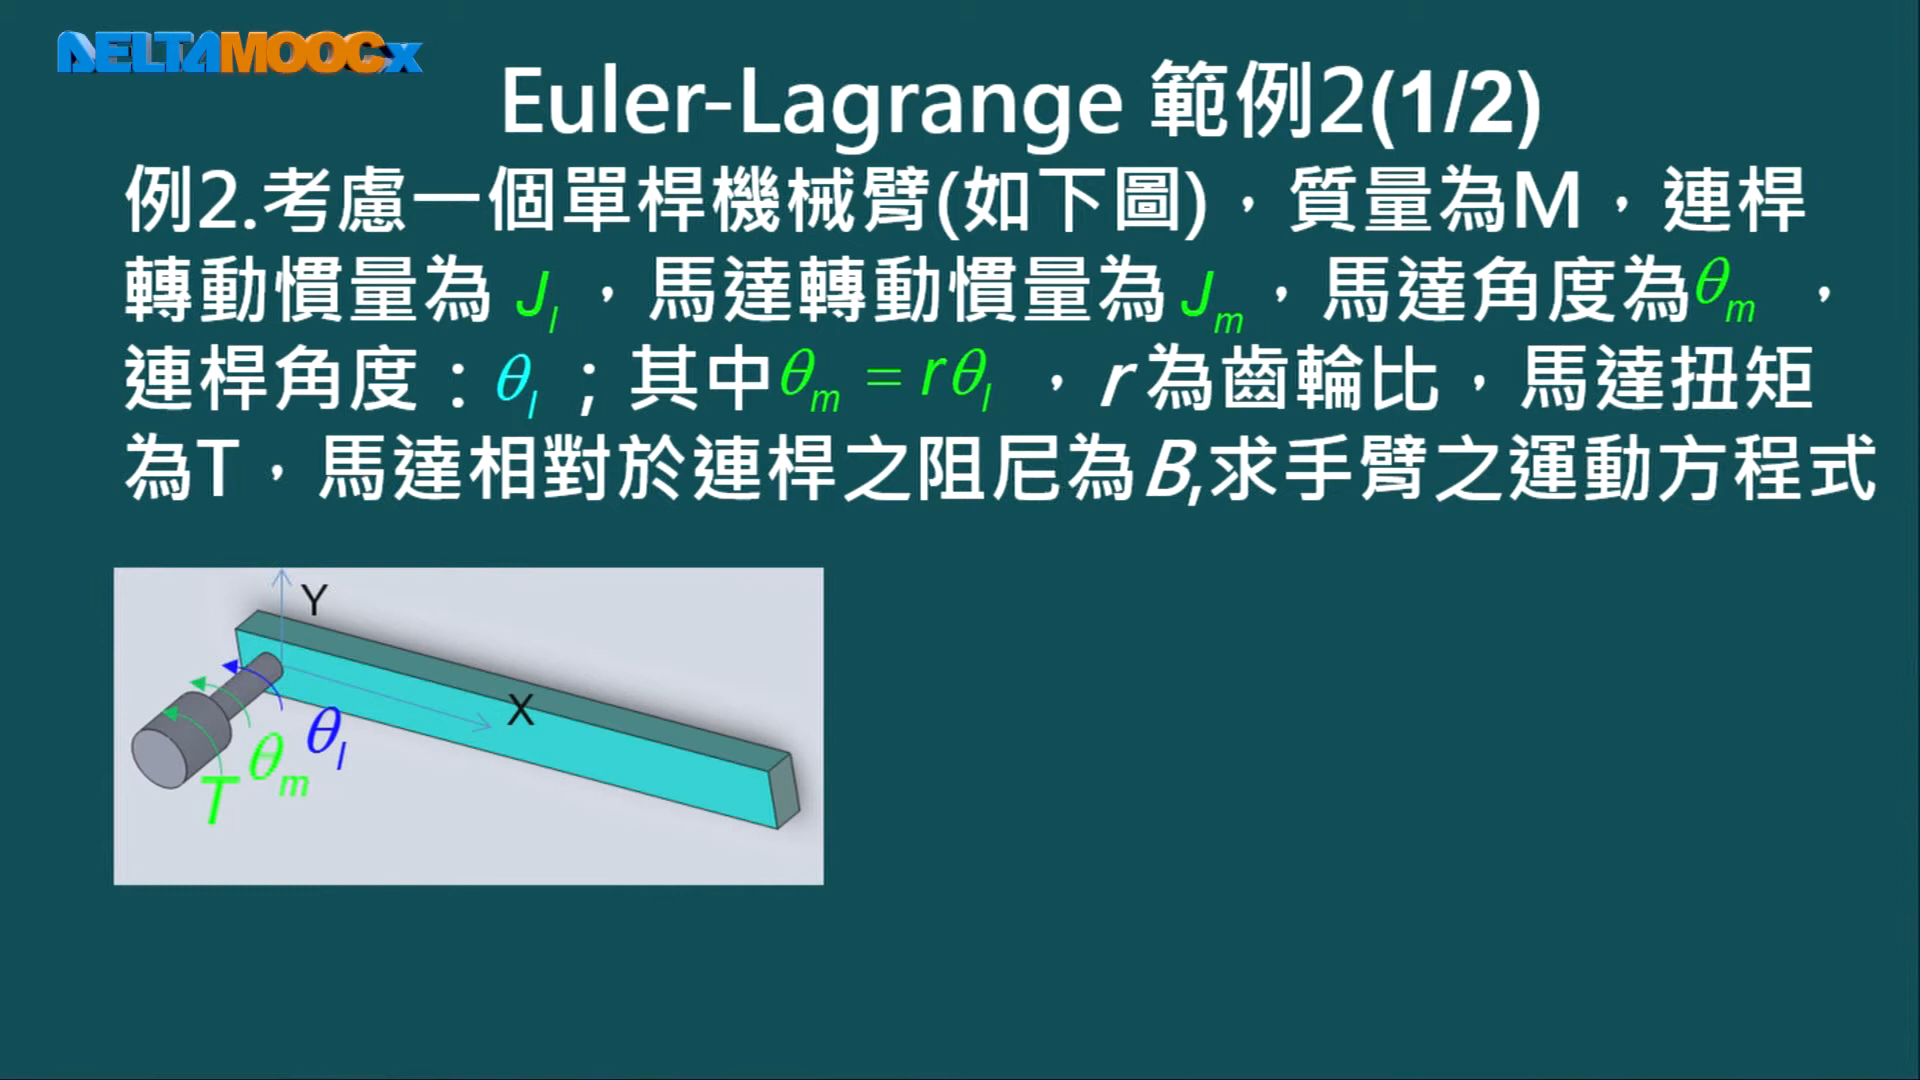 DELTAMOOCx
Euler-Lagrange 範例2(1/2)
例2.考慮一個單桿機械臂(如下圖)，質量為M，連桿
轉動慣量為 J_l ，馬達轉動慣量為 J_m，馬達角度為θ_m ，
連桿角度：θ_l ；其中θ_m = rθ_l ，r為齒輪比，馬達扭矩
為T，馬達相對於連桿之阻尼為B,求手臂之運動方程式
Y
X
θ_l
θ_m
T